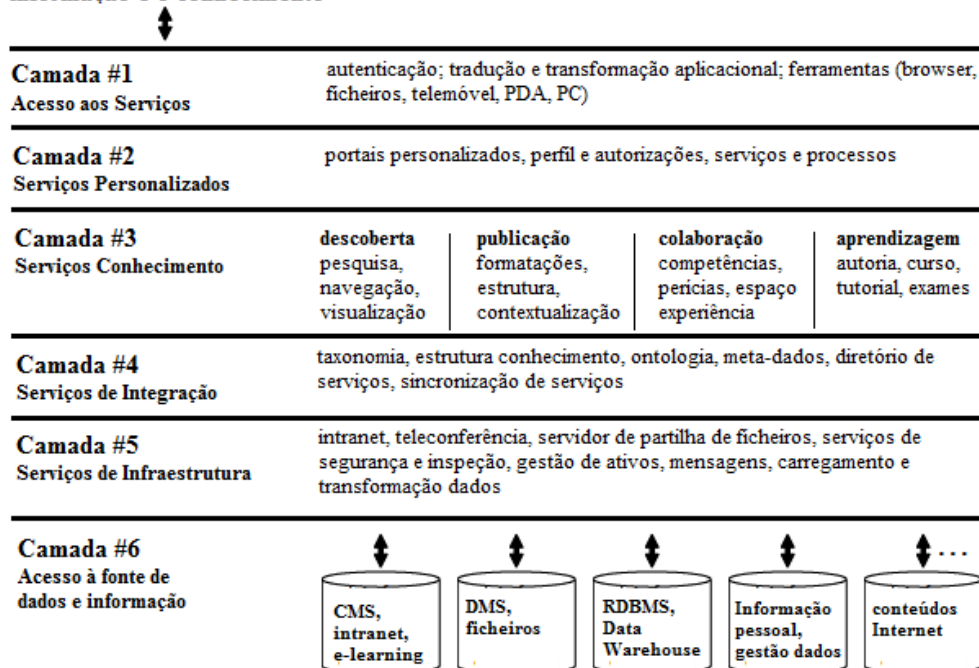 Camada #1
Acesso aos Serviços
autenticação; tradução e transformação aplicacional; ferramentas (browser,
ficheiros, telemóvel, PDA, PC)
Camada #2
Serviços Personalizados
portais personalizados, perfil e autorizações, serviços e processos
Camada #3
Serviços Conhecimento
descoberta
pesquisa,
navegação,
visualização
publicação
formatações,
estrutura,
contextualização
colaboração
competências,
perícias, espaço
experiência
aprendizagem
autoria, curso,
tutorial, exames
Camada #4
Serviços de Integração
taxonomia, estrutura conhecimento, ontologia, meta-dados, diretório de
serviços, sincronização de serviços
Camada #5
Serviços de Infraestrutura
intranet, teleconferência, servidor de partilha de ficheiros, serviços de
segurança e inspeção, gestão de ativos, mensagens, carregamento e
transformação dados
Camada #6
Acesso à fonte de
dados e informação
CMS,
intranet,
e-learning
DMS,
ficheiros
RDBMS,
Data
Warehouse
Informação
pessoal,
gestão dados
...
conteúdos
Internet